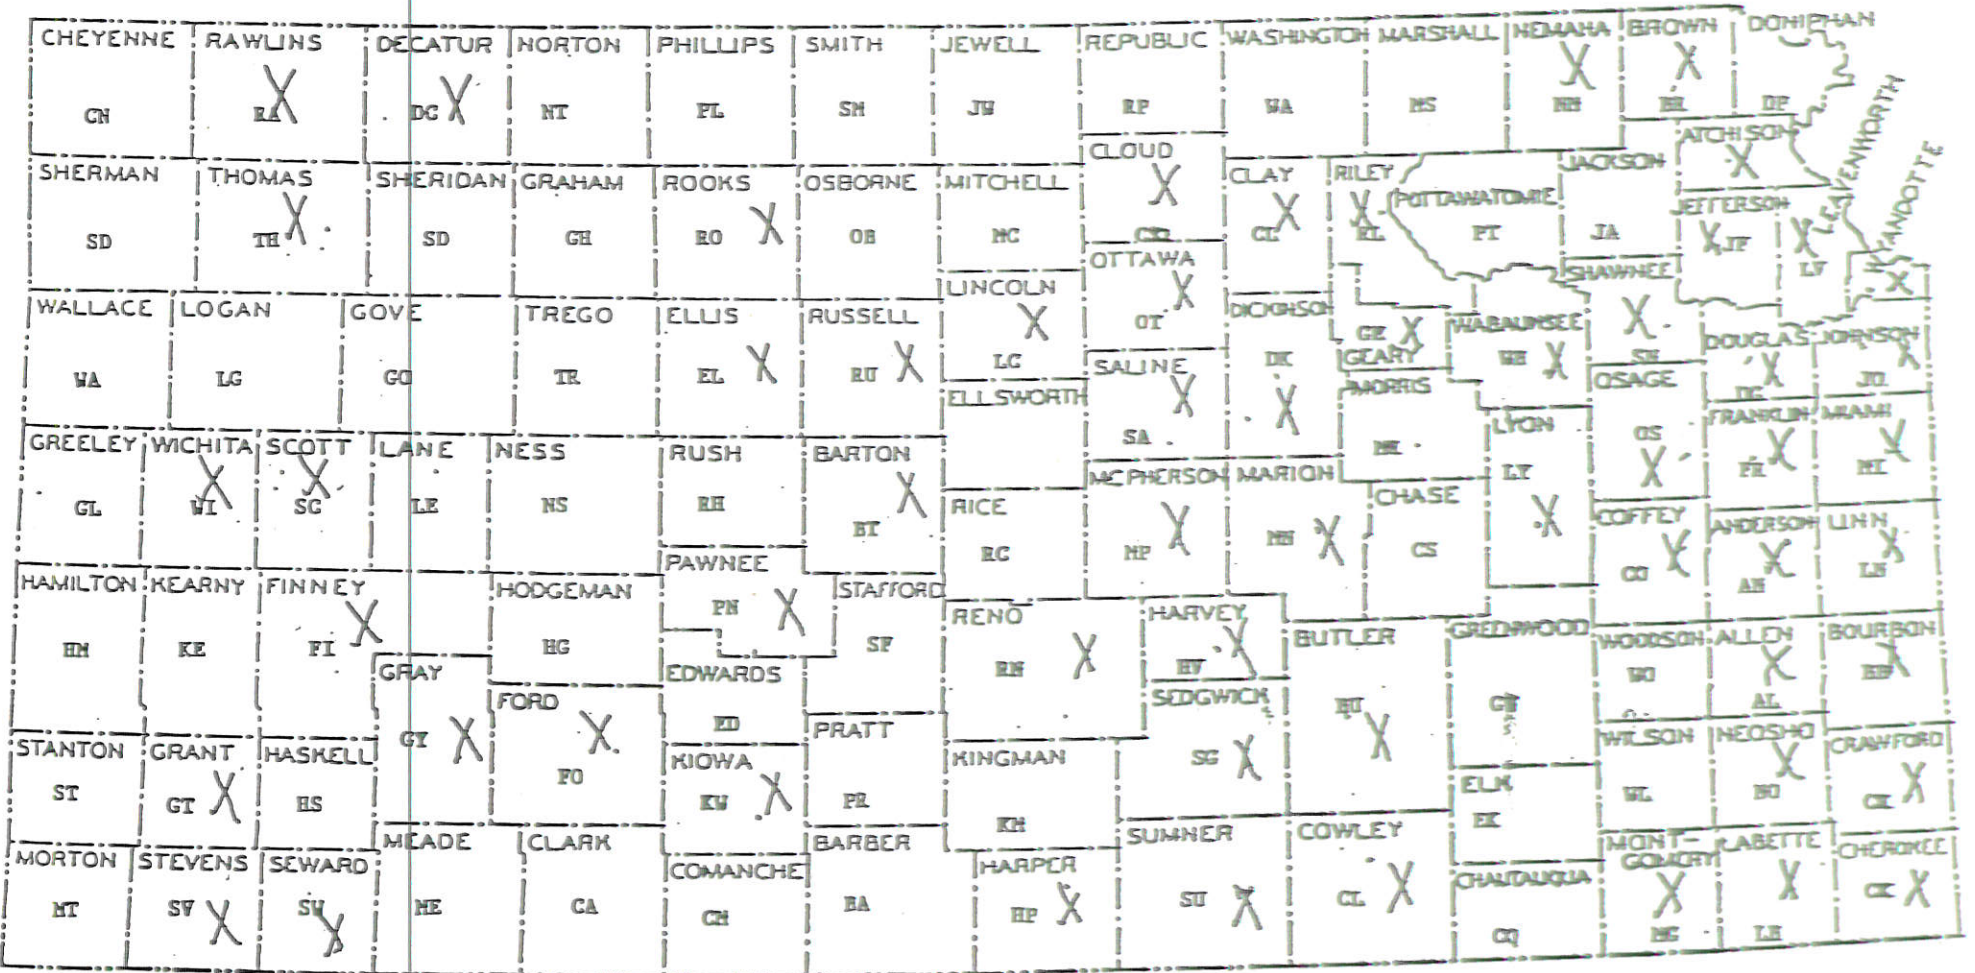 CHEYENNE RAWLINS DECATUR NORTON PHILLIPS SMITH JEWELL REPUBLIC WASHINGTON MARSHALL NEMAHA BROWN DONIPHAN
CN RA X DC X NT PL SM JW RP WA MS NM X BR X DP
LEAVENWORTH
WYANDOTTE
CLOUD ATCHISON
X X
SHERMAN THOMAS SHERIDAN GRAHAM ROOKS OSBORNE MITCHELL CLAY RILEY POTTAWATOMIE JACKSON JEFFERSON
SD TH X SD GH RO X OB MC CL X RL X PT JA X JF X LV
X
OTTAWA SHAWNEE
OT X X SN
WALLACE LOGAN GOVE TREGO ELLIS RUSSELL LINCOLN DICKINSON WABAUNSEE DOUGLAS JOHNSON
WA LG GO TR EL X RU X LC X DK X GE X GEARY WB X DG X JO X
SALINE
SA X
ELLSWORTH MORRIS OSAGE
OS X
GREELEY WICHITA SCOTT LANE NESS RUSH BARTON LYON FRANKLIN MIAMI
GL WI X SC X LE NS RH BT X LY X FR X MI X
RICE MCPHERSON MARION CHASE COFFEY ANDERSON LINN
RC MP X MN X CS CO X AN X LN X
HAMILTON KEARNY FINNEY HODGEMAN PAWNEE STAFFORD
HM KE FI X HG PN X SF
RENO HARVEY BUTLER GREENWOOD WOODSON ALLEN BOURBON
RN X HV X BU X WO AL X BB X
GRAY FORD EDWARDS SEDGWICK
GY X FO X ED SG X
STANTON GRANT HASKELL KIOWA PRATT KINGMAN ELK WILSON NEOSHO CRAWFORD
ST GT X HS KW X PR KM EK WL NO X CR X
MORTON STEVENS SEWARD MEADE CLARK COMANCHE BARBER HARPER SUMNER COWLEY CHAUTAUQUA MONT-
GOMERY LABETTE CHEROKEE
MT SV X SW X ME CA CM BA HP X SU X CL X CQ MG X LB X CK X